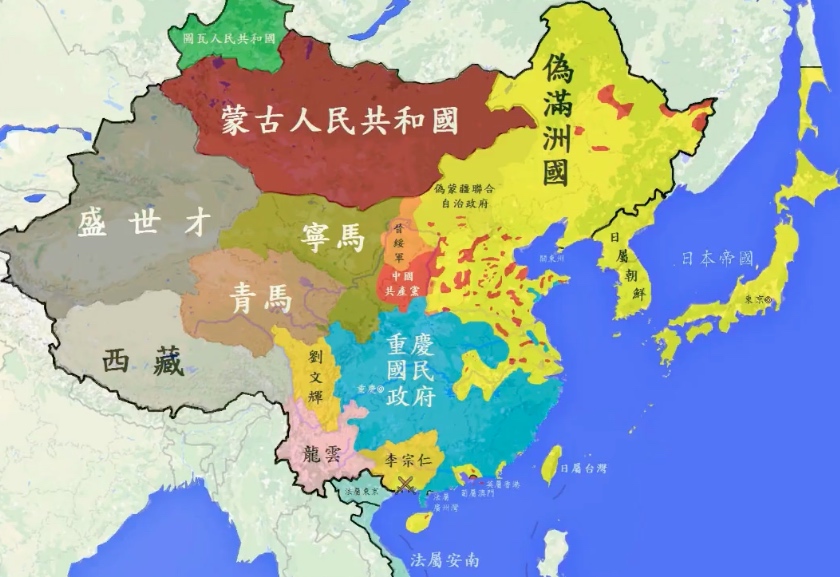 圖瓦人民共和國
蒙古人民共和國
偽滿洲國
偽蒙疆聯合
自治政府
盛世才
寧馬
晉綏軍
中國
共產黨
關東州
日屬朝鮮
日本帝國
東京
青馬
西藏
劉文輝
重慶
國民
政府
重慶
龍雲
李宗仁
法屬東京
法屬
廣州灣
葡屬澳門
英屬香港
日屬台灣
法屬安南